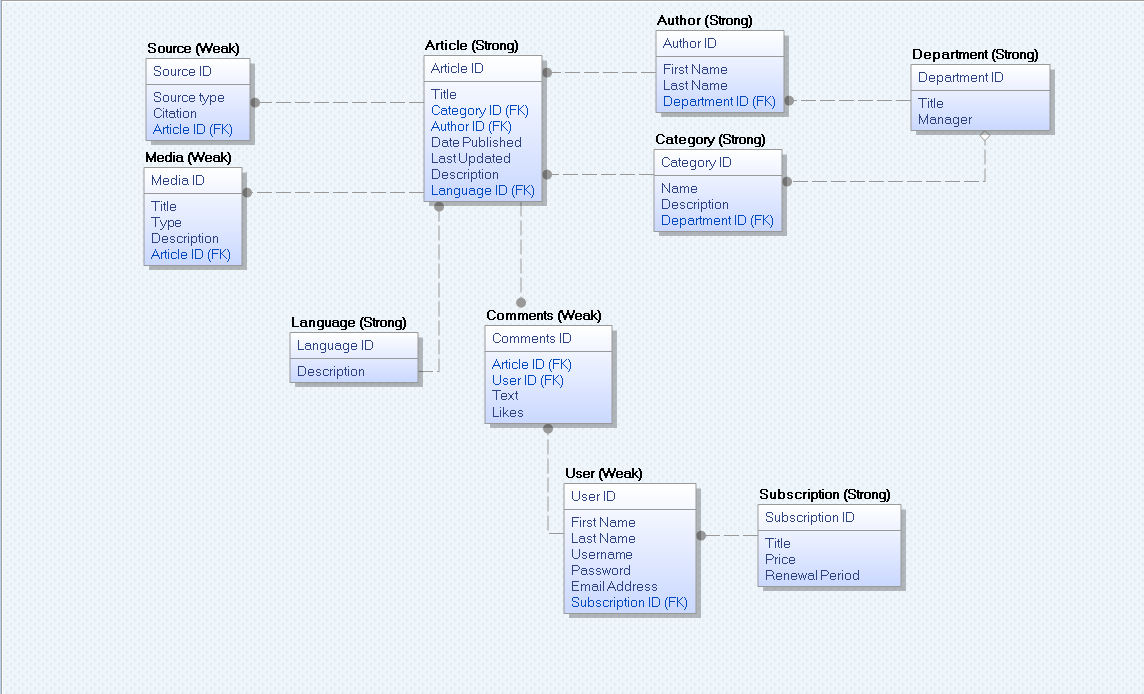 Source (Weak)
Source ID
Source type
Citation
Article ID (FK)
Media (Weak)
Media ID
Title
Type
Description
Article ID (FK)
Article (Strong)
Article ID
Title
Category ID (FK)
Author ID (FK)
Date Published
Last Updated
Description
Language ID (FK)
Author (Strong)
Author ID
First Name
Last Name
Department ID (FK)
Department (Strong)
Department ID
Title
Manager
Category (Strong)
Category ID
Name
Description
Department ID (FK)
Language (Strong)
Language ID
Description
Comments (Weak)
Comments ID
Article ID (FK)
User ID (FK)
Text
Likes
User (Weak)
User ID
First Name
Last Name
Username
Password
Email Address
Subscription ID (FK)
Subscription (Strong)
Subscription ID
Title
Price
Renewal Period